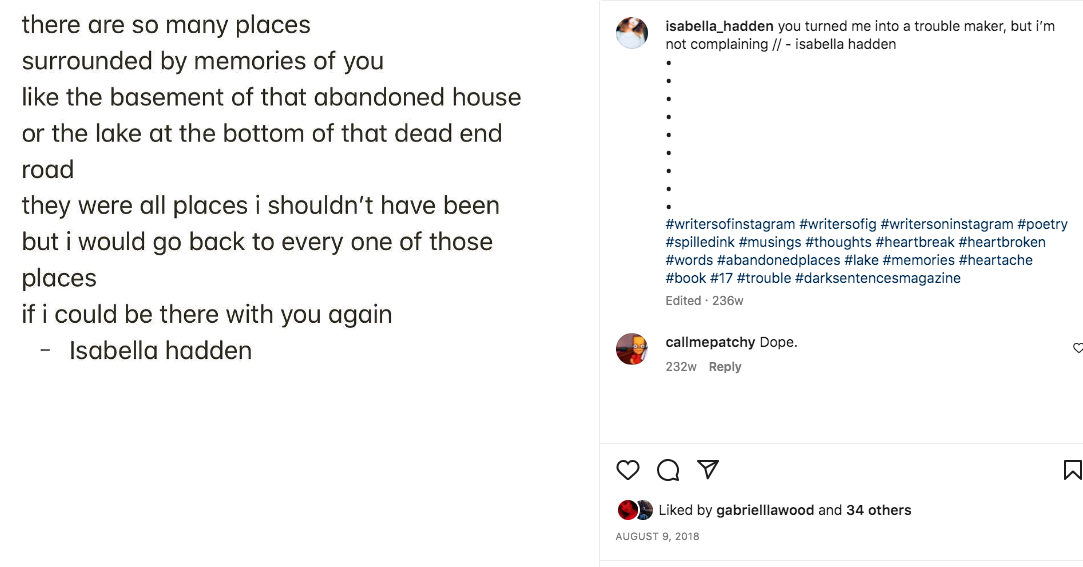 there are so many places
surrounded by memories of you
like the basement of that abandoned house
or the lake at the bottom of that dead end
road
they were all places i shouldn't have been
but i would go back to every one of those
places
if i could be there with you again
- Isabella hadden
isabella_hadden you turned me into a trouble maker, but i'm
not complaining // - isabella hadden
•
•
•
•
•
•
•
•
•
#writersofinstagram #writersofig #writersoninstagram #poetry
#spilledink #musings #thoughts #heartbreak #heartbroken
#words #abandonedplaces #lake #memories #heartache
#book #17 #trouble #darksentencesmagazine
Edited · 236w
callmepatchy Dope.
232w Reply
Liked by gabrielllawood and 34 others
AUGUST 9, 2018